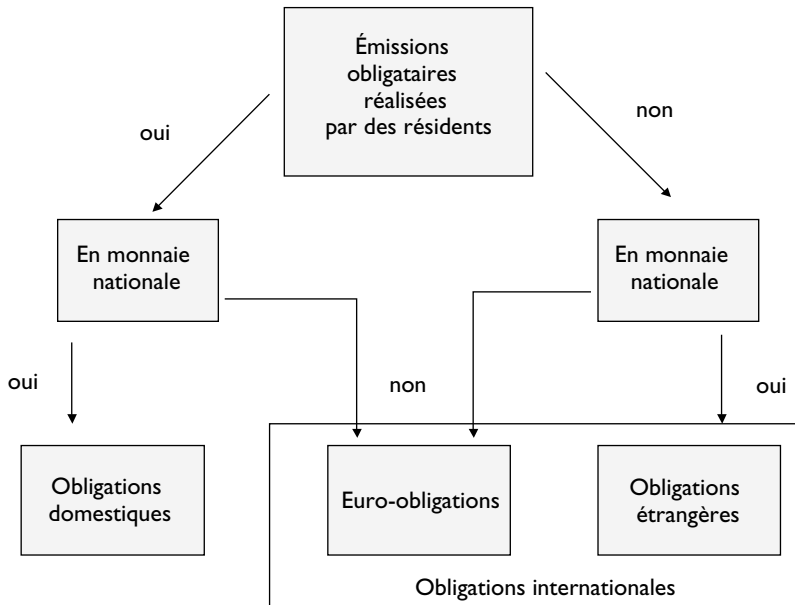 Émissions
obligataires
réalisées
par des résidents
oui
non
En monnaie
nationale
En monnaie
nationale
oui
non
oui
Obligations
domestiques
Euro-obligations
Obligations
étrangères
Obligations internationales